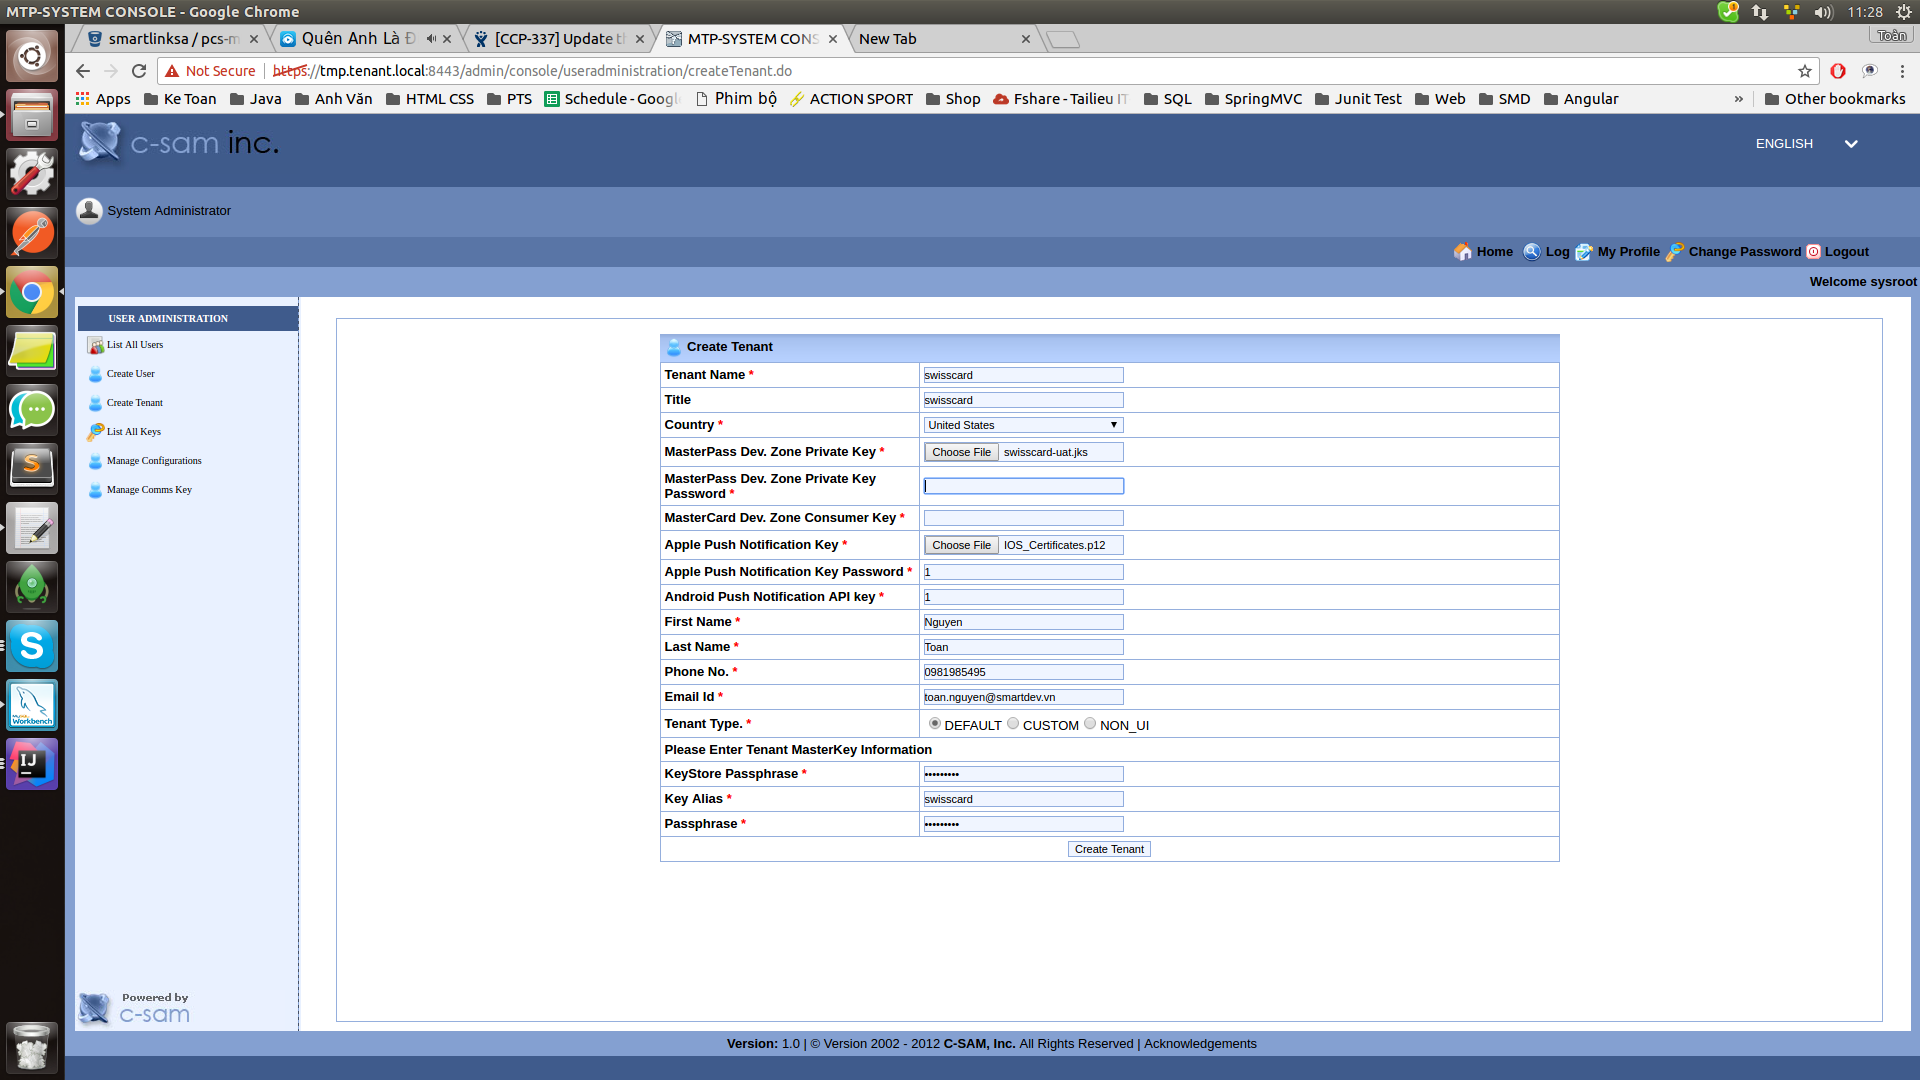 MTP-SYSTEM CONSOLE - Google Chrome
11:28
smartlinksa / pcs-m
Quên Anh Là Đ
[CCP-337] Update t
MTP-SYSTEM CONS
New Tab
Toàn
Not Secure
https://tmp.tenant.local:8443/admin/console/useradministration/createTenant.do
Apps
Ke Toan
Java
Anh Văn
HTML CSS
PTS
Schedule - Googl
Phim bộ
ACTION SPORT
Shop
Fshare - Tailieu IT
SQL
SpringMVC
Junit Test
Web
SMD
Angular
»
Other bookmarks
c-sam inc.
ENGLISH
System Administrator
Home
Log
My Profile
Change Password
Logout
Welcome sysroot
USER ADMINISTRATION
List All Users
Create User
Create Tenant
List All Keys
Manage Configurations
Manage Comms Key
Create Tenant
Tenant Name * swisscard
Title swisscard
Country * United States
MasterPass Dev. Zone Private Key * Choose File swisscard-uat.jks
MasterPass Dev. Zone Private Key
Password *
MasterCard Dev. Zone Consumer Key *
Apple Push Notification Key * Choose File IOS_Certificates.p12
Apple Push Notification Key Password * 1
Android Push Notification API key * 1
First Name * Nguyen
Last Name * Toan
Phone No. * 0981985495
Email Id * toan.nguyen@smartdev.vn
Tenant Type. * DEFAULT CUSTOM NON_UI
Please Enter Tenant MasterKey Information
KeyStore Passphrase * •••••••••
Key Alias * swisscard
Passphrase * •••••••••
Create Tenant
Powered by
c-sam
Version: 1.0 | © Version 2002 - 2012 C-SAM, Inc. All Rights Reserved | Acknowledgements
S
S
Workbench
IJ